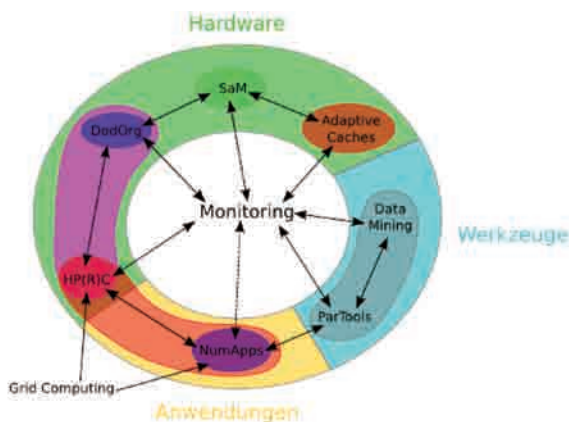 Hardware
SaM
DodOrg
Adaptive
Caches
Monitoring
Data
Mining
Werkzeuge
HP(R)C
ParTools
NumApps
Grid Computing
Anwendungen